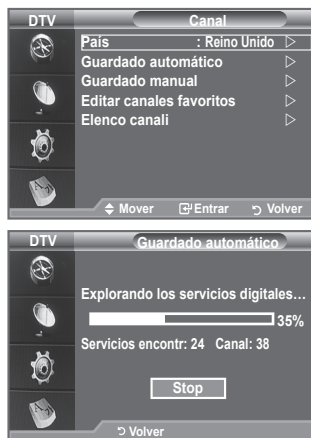 DTV Canal
País : Reino Unido
Guardado automático
Guardado manual
Editar canales favoritos
Elenco canali
Mover Entrar Volver
DTV Guardado automático
Explorando los servicios digitales…
35%
Servicios encontr: 24 Canal: 38
Stop
Volver